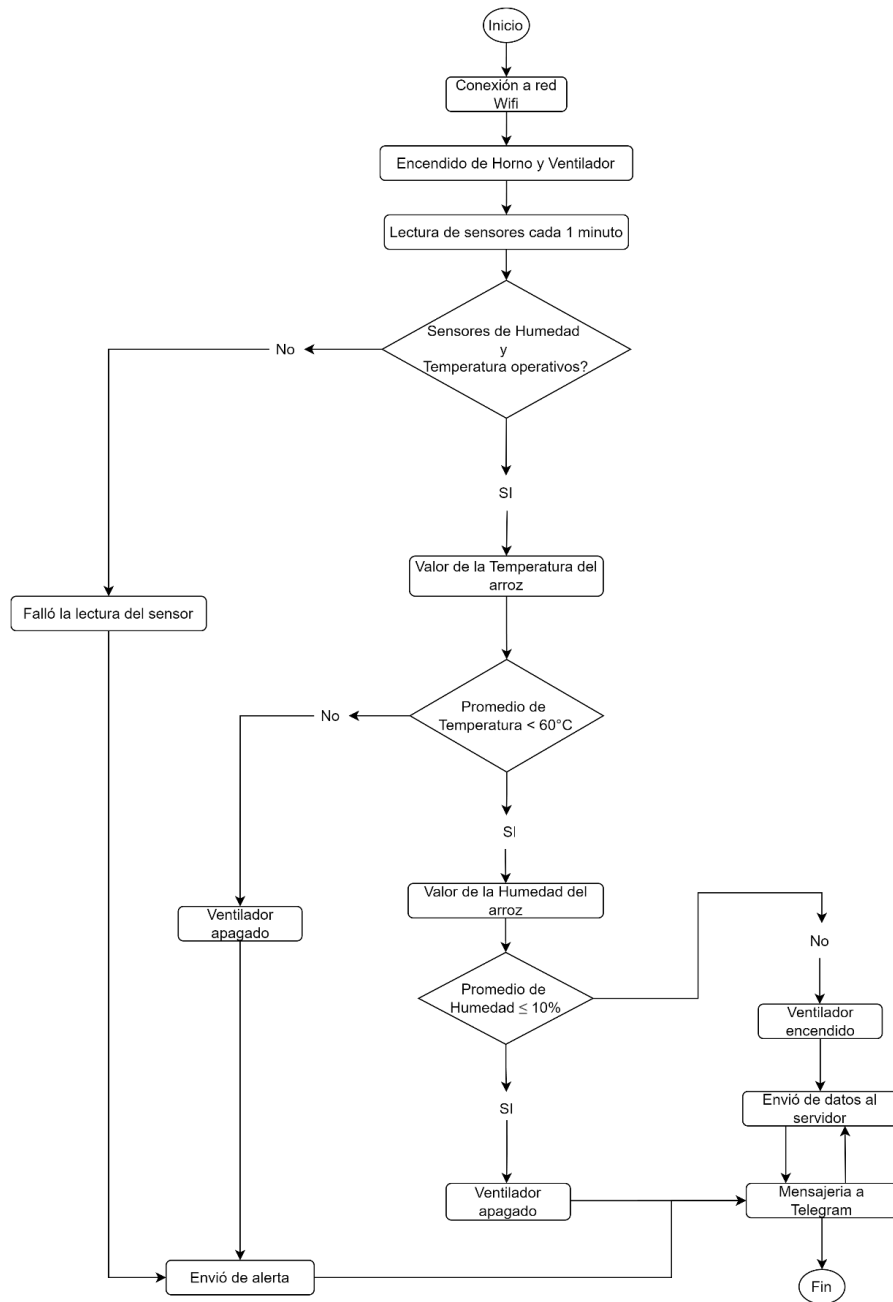 Inicio
Conexión a red
Wifi
Encendido de Horno y Ventilador
Lectura de sensores cada 1 minuto
Sensores de Humedad
y
Temperatura operativos?
No
SI
Valor de la Temperatura del
arroz
Falló la lectura del sensor
Promedio de
Temperatura < 60°C
No
SI
Valor de la Humedad del
arroz
Ventilador
apagado
No
Promedio de
Humedad ≤ 10%
Ventilador
encendido
SI
Envió de datos al
servidor
Ventilador
apagado
Mensajeria a
Telegram
Envió de alerta
Fin